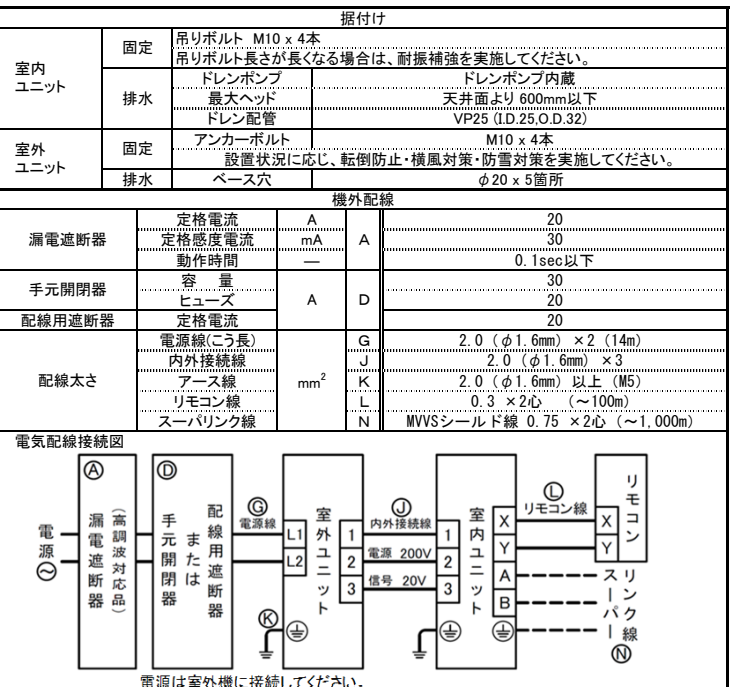 据付け
室内
ユニット
固定
吊りボルト M10 x 4本
吊りボルト長さが長くなる場合は、耐振補強を実施してください。
排水
ドレンポンプ ドレンポンプ内蔵
最大ヘッド 天井面より 600mm以下
ドレン配管 VP25 (I.D.25,O.D.32)
室外
ユニット
固定
アンカーボルト M10 x 4本
設置状況に応じ、転倒防止・横風対策・防雪対策を実施してください。
排水 ベース穴 φ20 x 5箇所
機外配線
漏電遮断器
定格電流 A 20
定格感度電流 mA A 30
動作時間 — 0.1sec以下
手元開閉器
容 量 30
ヒューズ A D 20
配線用遮断器 定格電流 20
配線太さ
電源線(こう長) G 2.0 (φ1.6mm) ×2 (14m)
内外接続線 J 2.0 (φ1.6mm) ×3
アース線 mm² K 2.0 (φ1.6mm) 以上 (M5)
リモコン線 L 0.3 ×2心 (～100m)
スーパリンク線 N MVVSシールド線 0.75 ×2心 (～1,000m)
電気配線接続図
電源
Ⓐ
漏電遮断器
(高調波対応品)
Ⓓ
手元開閉器
または
配線用遮断器
Ⓖ
電源線
L1
L2
Ⓚ
室外ユニット
1
2
3
Ⓙ
内外接続線
電源 200V
信号 20V
1
2
3
室内ユニット
X
Y
A
B
Ⓛ
リモコン線
X
Y
リモコン
スーパー
リンク線
Ⓝ
電源は室外機に接続してください。